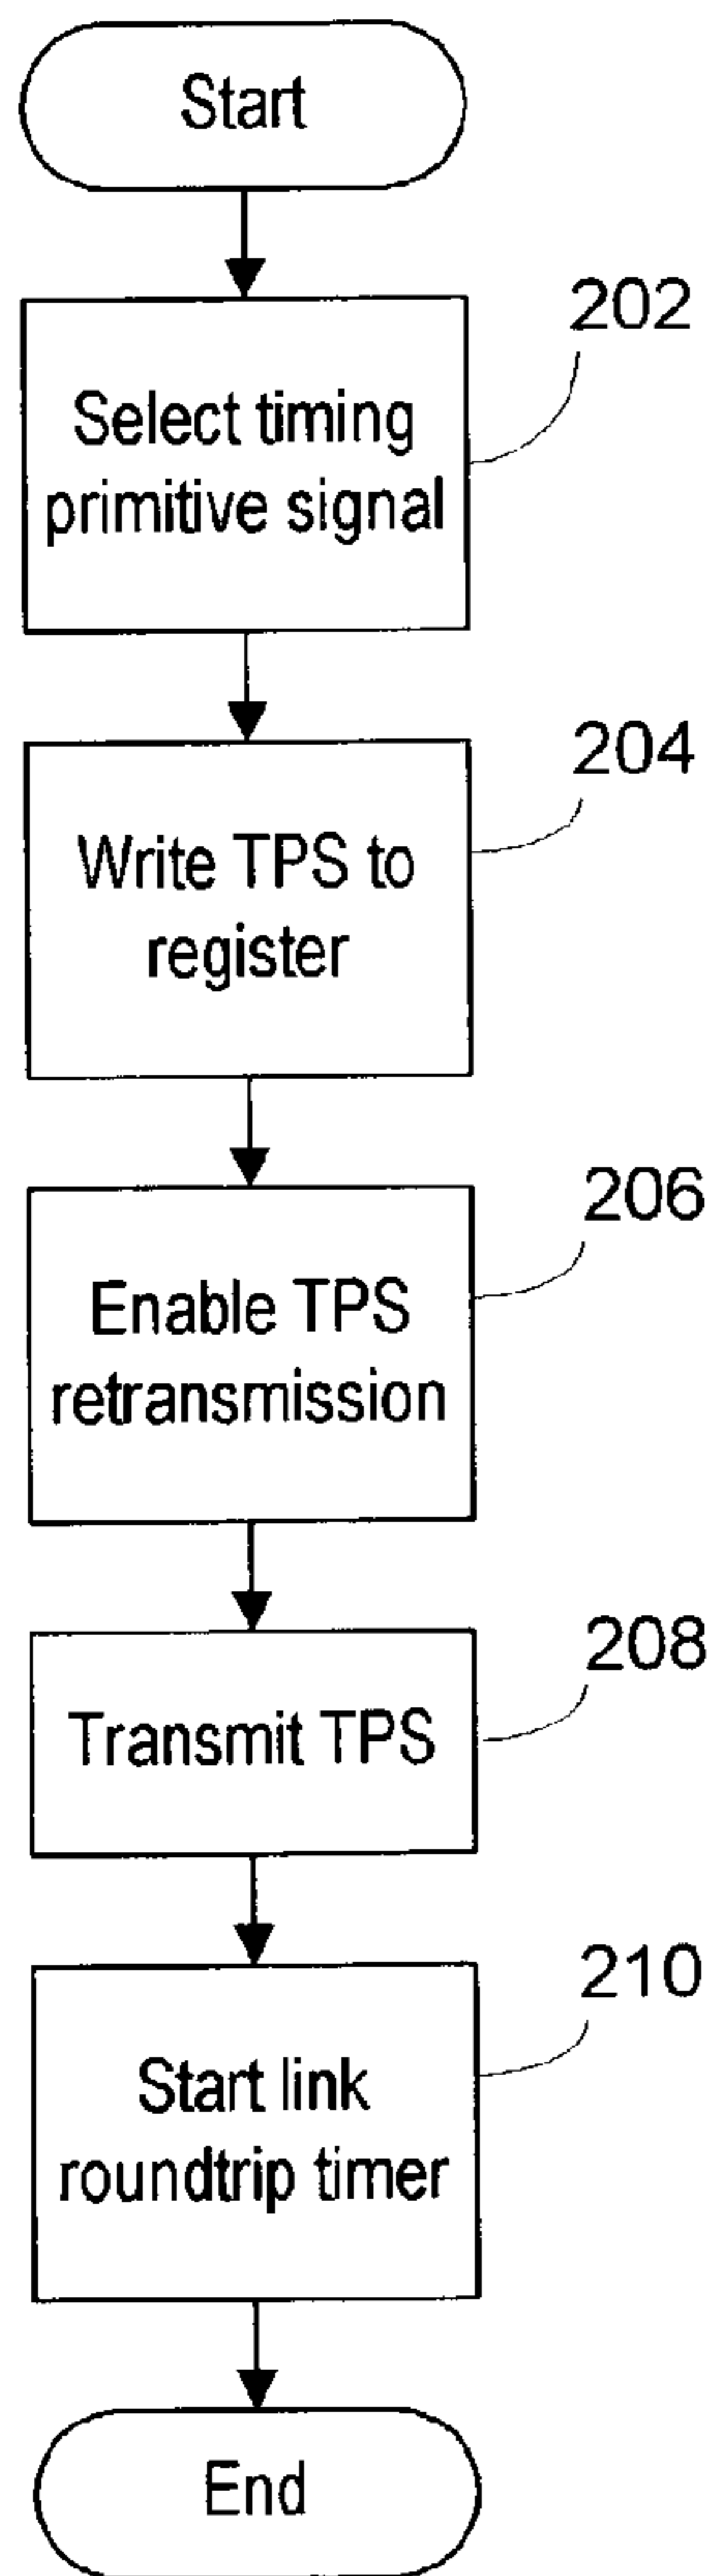 Start
202
Select timing
primitive signal
204
Write TPS to
register
206
Enable TPS
retransmission
208
Transmit TPS
210
Start link
roundtrip timer
End